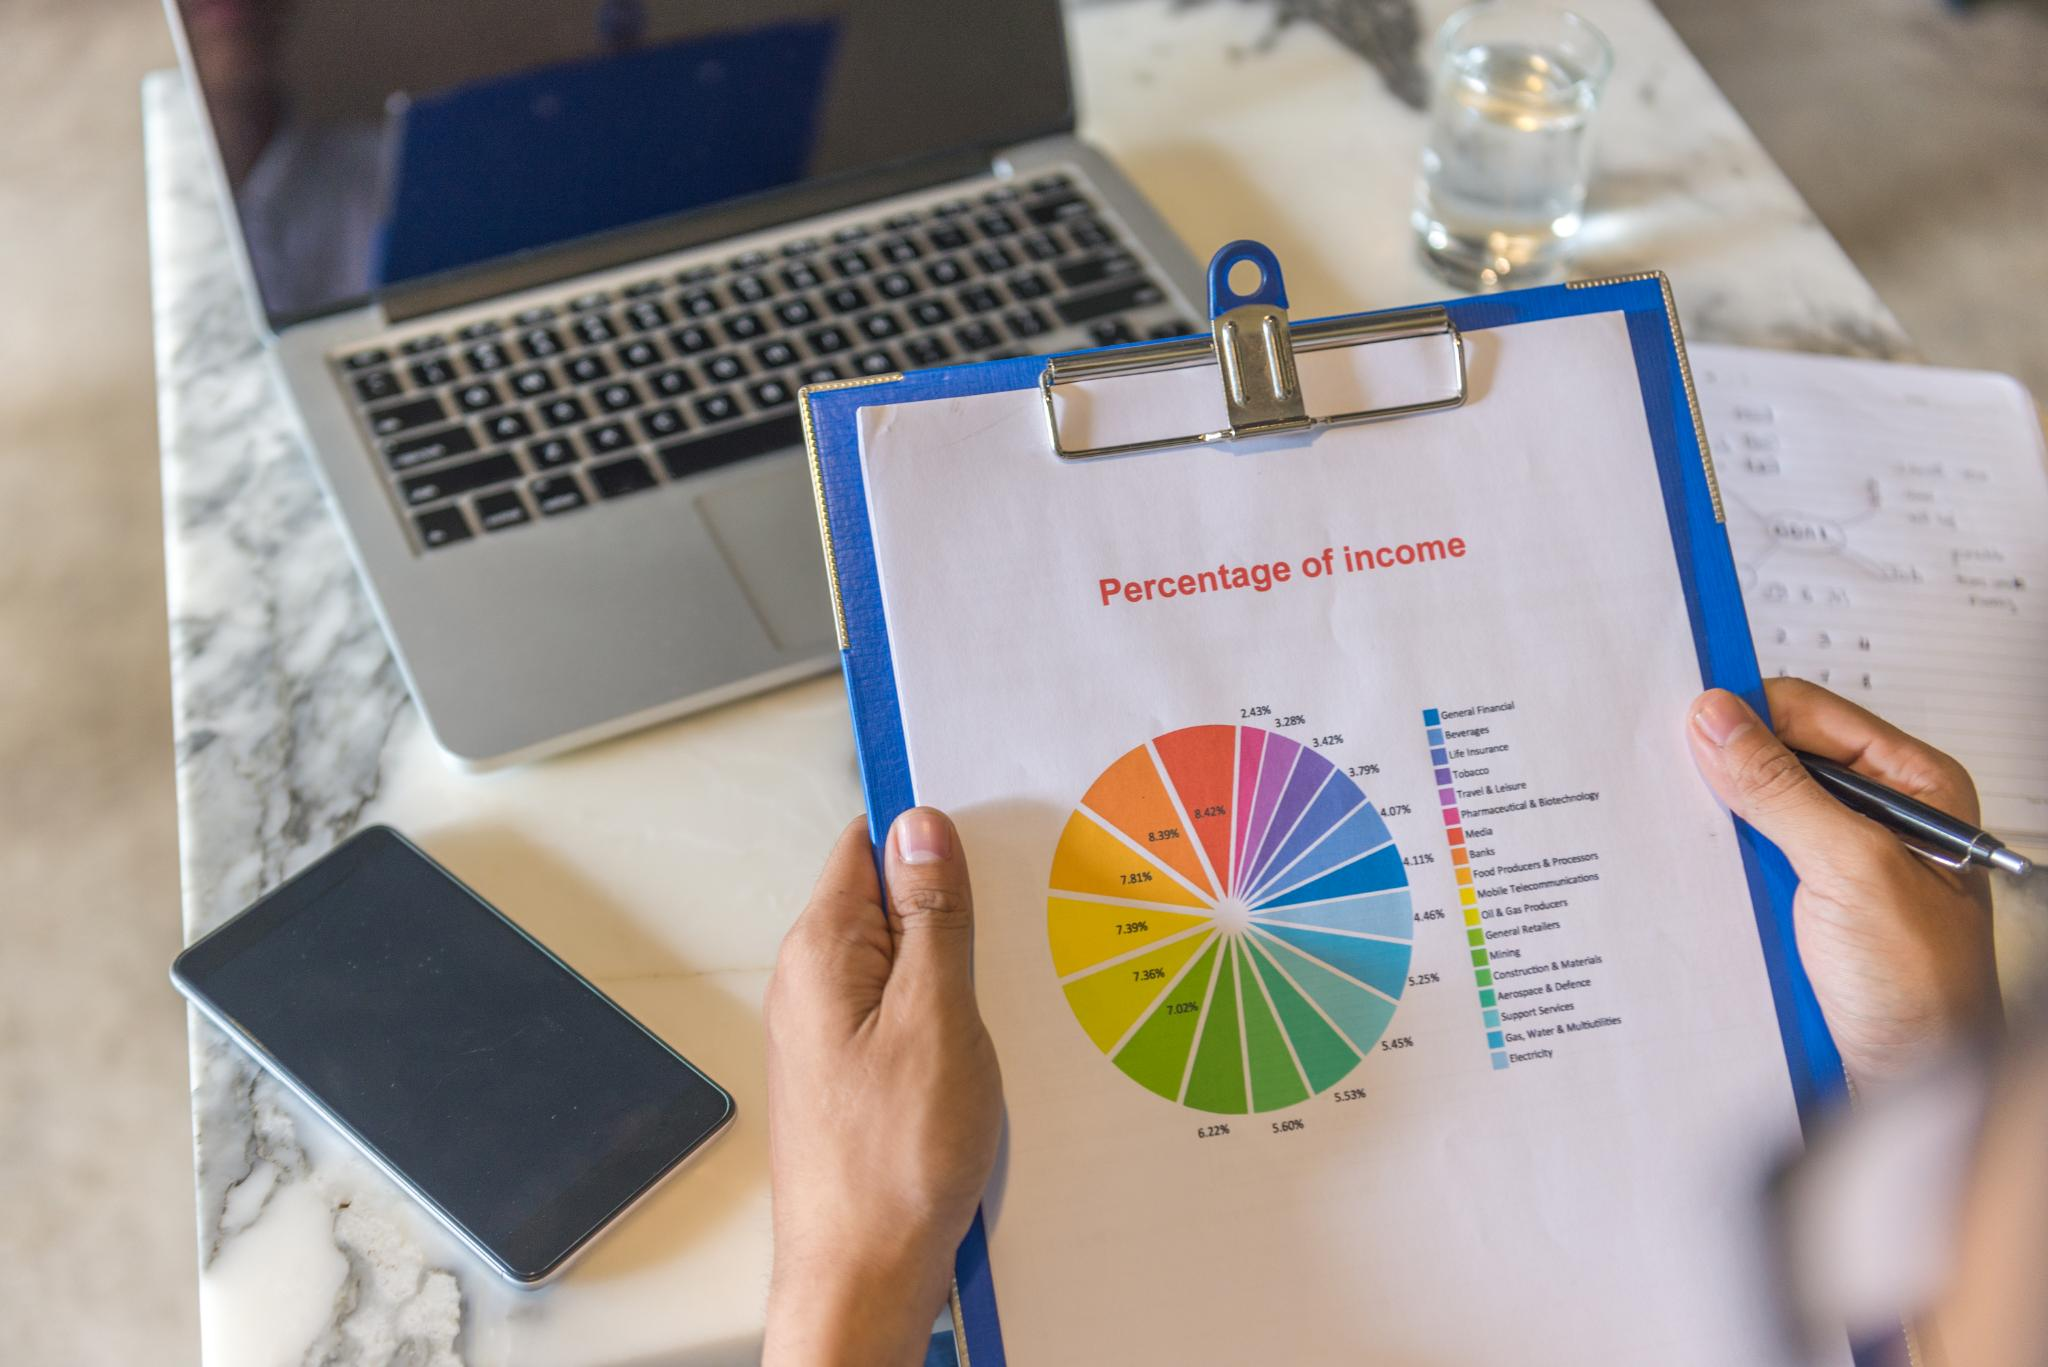 Percentage of income
2.43%
3.28%
3.42%
3.79%
4.07%
4.11%
4.46%
5.25%
5.45%
5.53%
5.60%
6.22%
7.02%
7.36%
7.39%
7.81%
8.39%
8.42%
General Financial
Beverages
Life Insurance
Tobacco
Travel & Leisure
Pharmaceutical & Biotechnology
Media
Banks
Food Producers & Processors
Mobile Telecommunications
Oil & Gas Producers
General Retailers
Mining
Construction & Materials
Aerospace & Defence
Support Services
Gas, Water & Multiutilities
Electricity